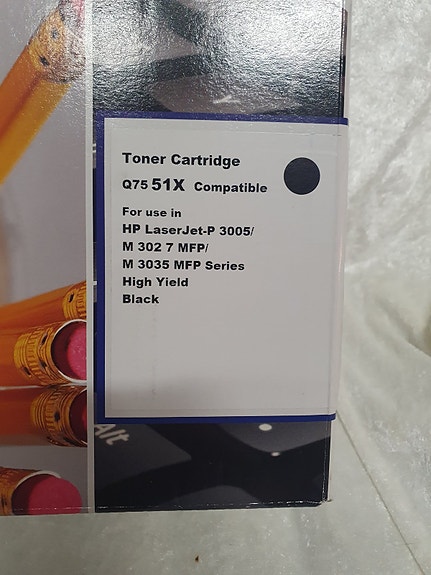 Toner Cartridge
Q75 51X Compatible
For use in
HP LaserJet-P 3005/
M 302 7 MFP/
M 3035 MFP Series
High Yield
Black
Alt